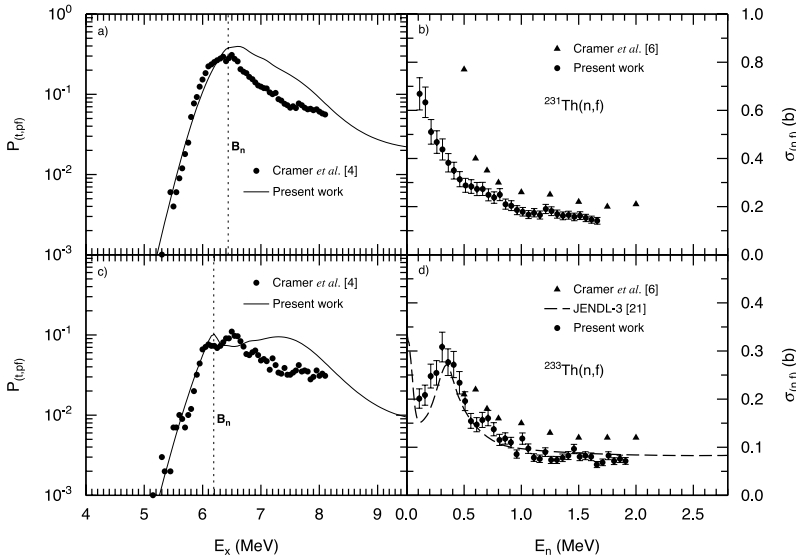 a)
Cramer et al. [4]
Present work
Bn
P(t,pf)
10^0
10^-1
10^-2
10^-3
b)
Cramer et al. [6]
Present work
231Th(n,f)
1.0
0.8
0.6
0.4
0.2
0.0
σ(n,f) (b)
c)
Cramer et al. [4]
Present work
Bn
P(t,pf)
10^-1
10^-2
10^-3
4
5
6
7
8
9
Ex (MeV)
d)
Cramer et al. [6]
JENDL-3 [21]
Present work
233Th(n,f)
0.4
0.3
0.2
0.1
0.0
σ(n,f) (b)
0.0
0.5
1.0
1.5
2.0
2.5
En (MeV)